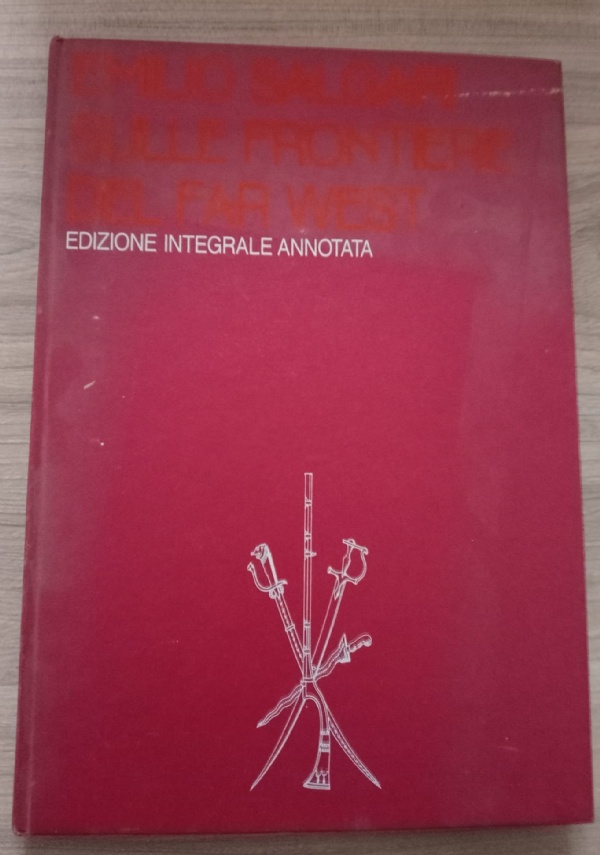 EMILIO SALGARI
SULLE FRONTIERE
DEL FAR WEST
EDIZIONE INTEGRALE ANNOTATA